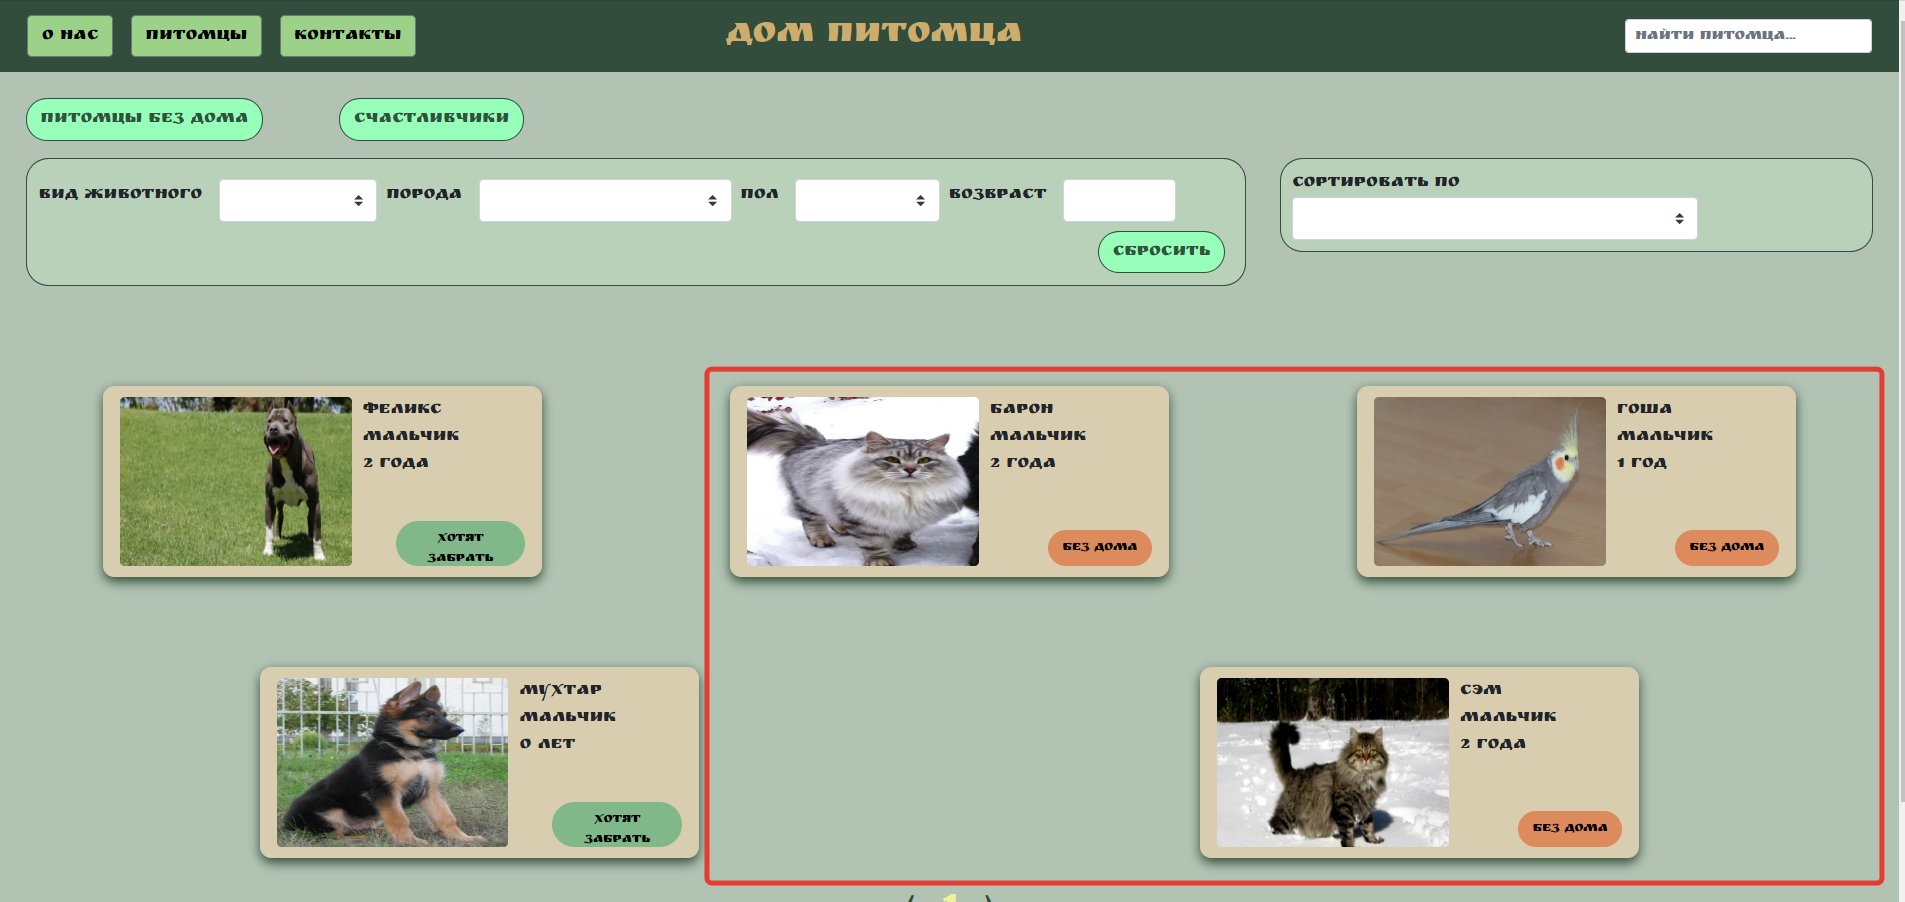 О НАС
ПИТОМЦЫ
КОНТАКТЫ
ДОМ ПИТОМЦА
НАЙТИ ПИТОМЦА...
ПИТОМЦЫ БЕЗ ДОМА
СЧАСТЛИВЧИКИ
ВИД ЖИВОТНОГО
ПОРОДА
ПОЛ
ВОЗВРАСТ
СБРОСИТЬ
СОРТИРОВАТЬ ПО
ФЕЛИКС
МАЛЬЧИК
2 ГОДА
ХОТЯТ
ЗАБРАТЬ
БАРОН
МАЛЬЧИК
2 ГОДА
БЕЗ ДОМА
ГОША
МАЛЬЧИК
1 ГОД
БЕЗ ДОМА
МУХТАР
МАЛЬЧИК
0 ЛЕТ
ХОТЯТ
ЗАБРАТЬ
СЭМ
МАЛЬЧИК
2 ГОДА
БЕЗ ДОМА